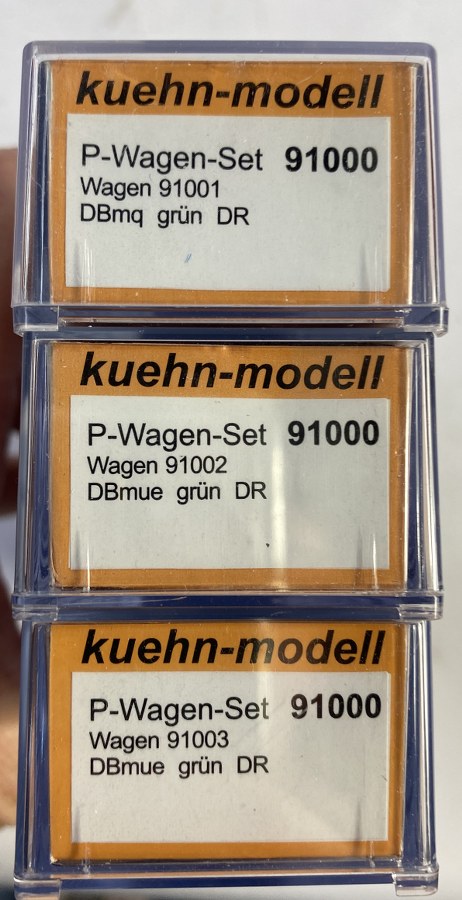 kuehn-modell
P-Wagen-Set 91000
Wagen 91001
DBmq grün DR
kuehn-modell
P-Wagen-Set 91000
Wagen 91002
DBmue grün DR
kuehn-modell
P-Wagen-Set 91000
Wagen 91003
DBmue grün DR